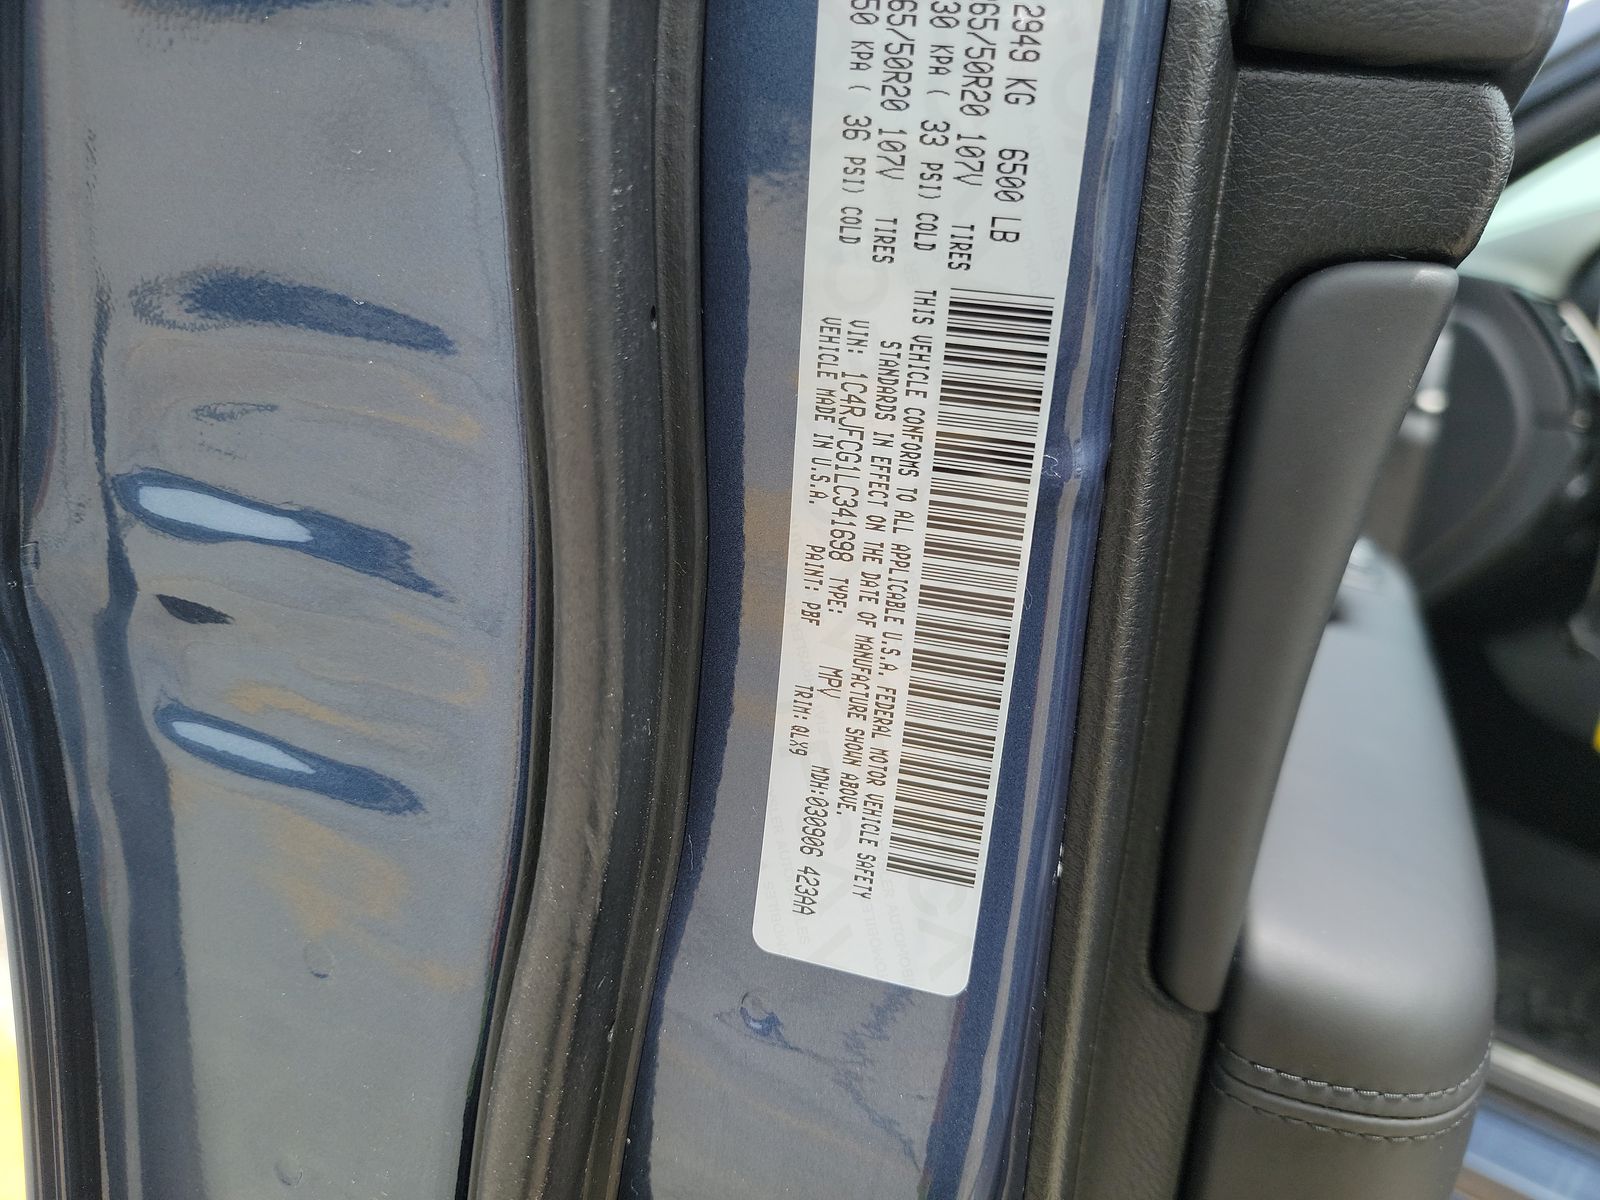 2949 KG 6500 LB
65/50R20 107V TIRES
30 KPA ( 33 PSI) COLD
65/50R20 107V TIRES
50 KPA ( 36 PSI) COLD
THIS VEHICLE CONFORMS TO ALL APPLICABLE U.S.A. FEDERAL MOTOR VEHICLE SAFETY
STANDARDS IN EFFECT ON THE DATE OF MANUFACTURE SHOWN ABOVE.
VIN: 1C4RJFCG1LC341698 TYPE: MPV
VEHICLE MADE IN U.S.A. PAINT: PBF TRIM: QLX9 MDH:030906 423AA